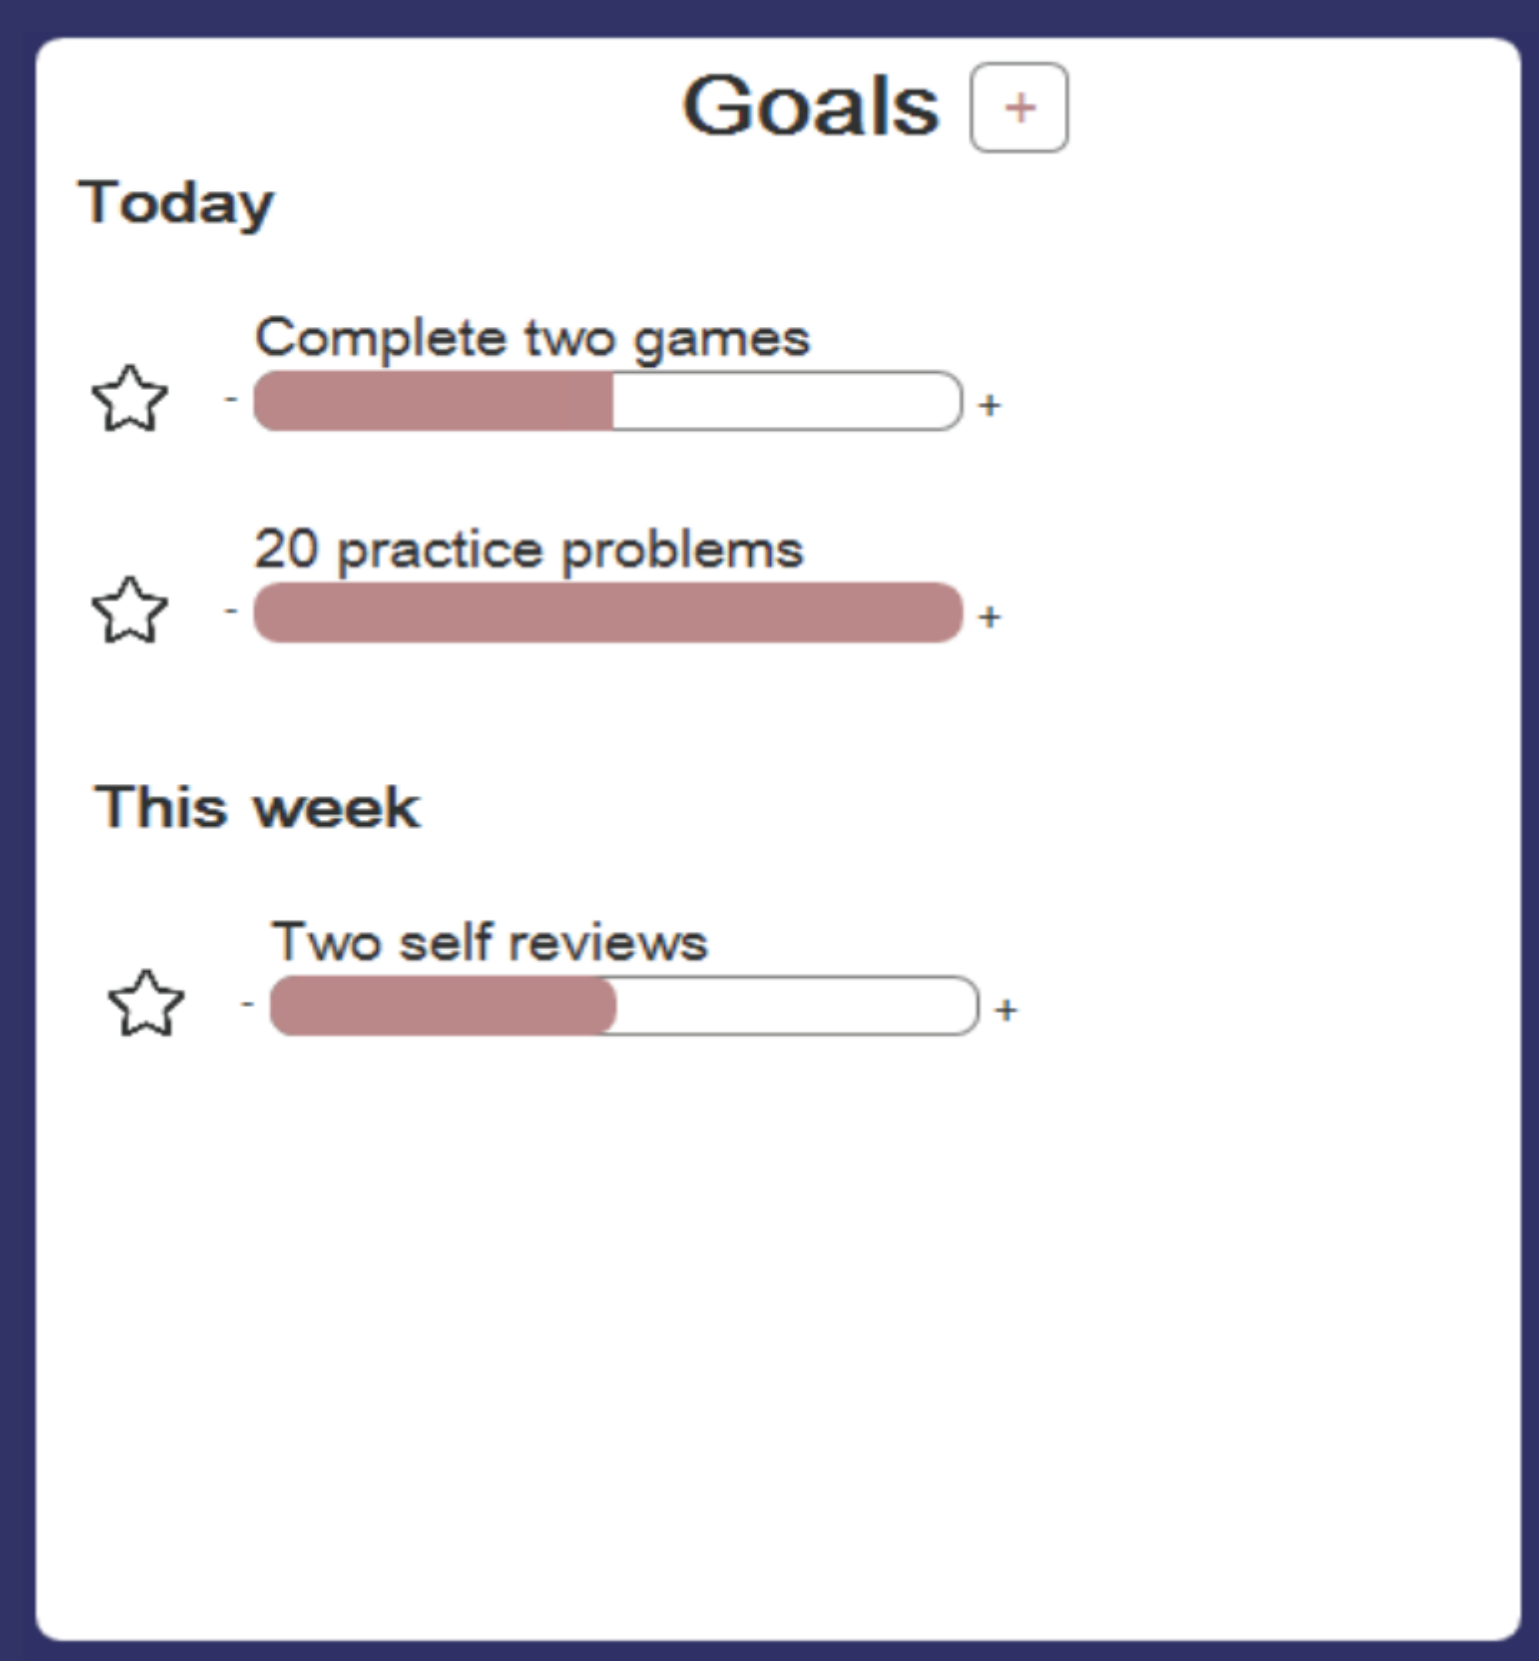 Goals +
Today
Complete two games
- +
20 practice problems
- +
This week
Two self reviews
- +